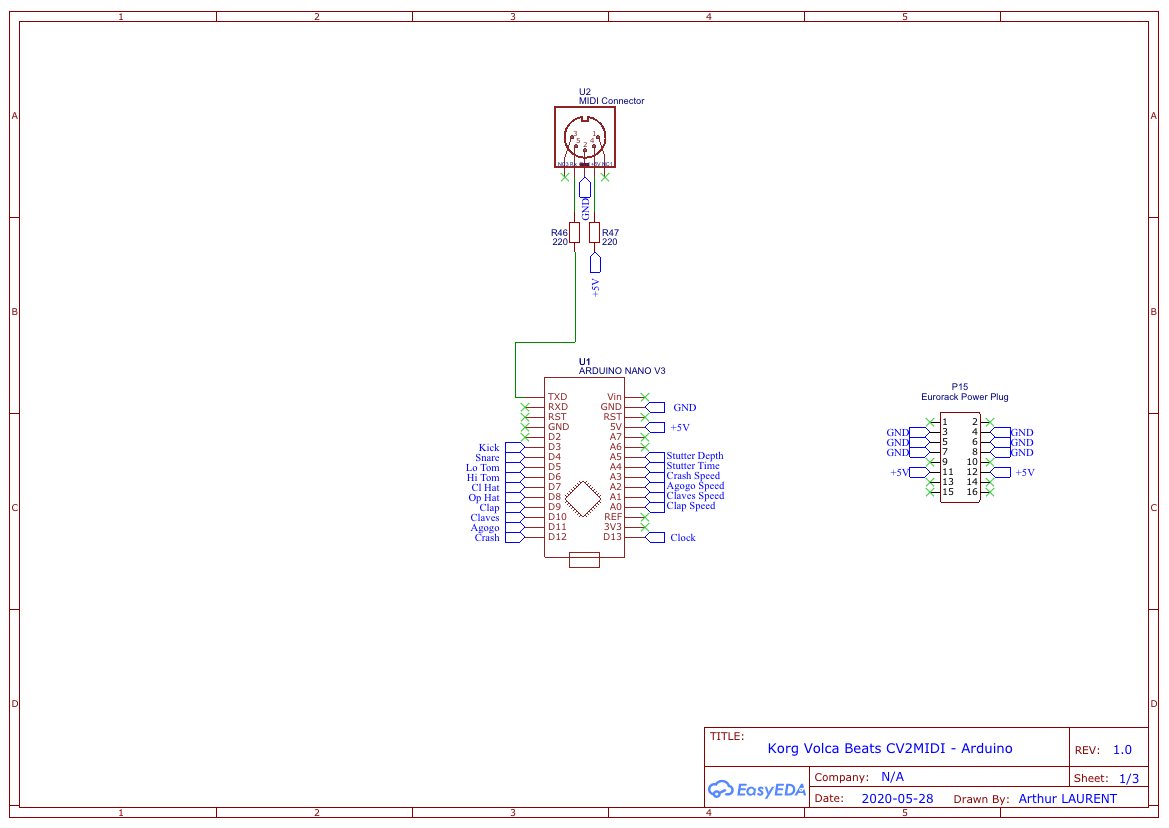 1 2 3 4 5
A A
U2
MIDI Connector
3 1
5 4
2
GND
R46 R47
220 220
+5V
B B
U1
ARDUINO NANO V3
TXD Vin
RXD GND GND
RST RST
GND 5V +5V
D2 A7
Kick D3 A6
Snare D4 A5 Stutter Depth
Lo Tom D5 A4 Stutter Time
Hi Tom D6 A3 Crash Speed
Cl Hat D7 A2 Agogo Speed
Op Hat D8 A1 Claves Speed
Clap D9 A0 Clap Speed
Claves D10 REF
Agogo D11 3V3
Crash D12 D13 Clock
P15
Eurorack Power Plug
1 2
GND 3 4 GND
GND 5 6 GND
GND 7 8 GND
9 10
+5V 11 12 +5V
13 14
15 16
C C
D D
TITLE:
Korg Volca Beats CV2MIDI - Arduino
REV: 1.0
EasyEDA
Company: N/A
Sheet: 1/3
Date: 2020-05-28 Drawn By: Arthur LAURENT
1 2 3 4 5